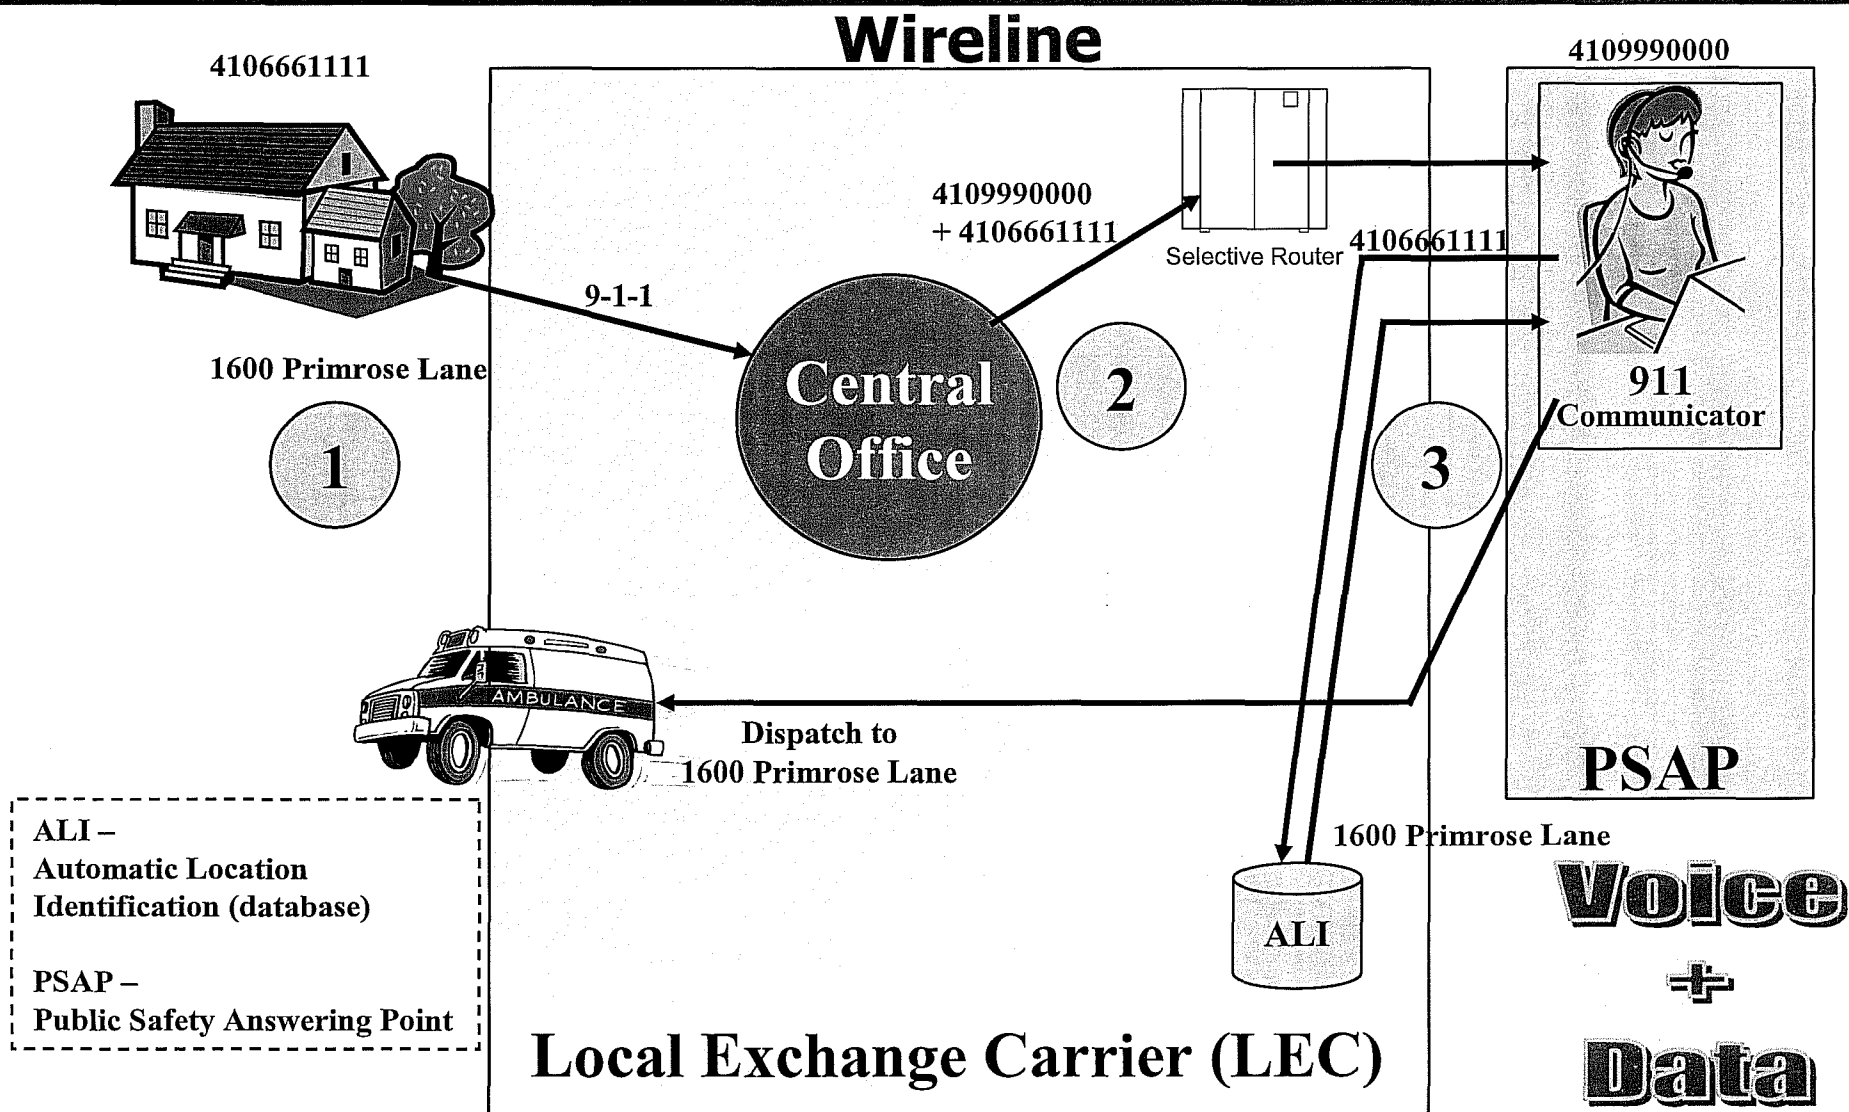 Wireline
4106661111
4109990000
4109990000
+ 4106661111
Selective Router
4106661111
9-1-1
1600 Primrose Lane
Central
Office
1
2
3
911
Communicator
AMBULANCE
Dispatch to
1600 Primrose Lane
PSAP
1600 Primrose Lane
ALI
ALI –
Automatic Location
Identification (database)
PSAP –
Public Safety Answering Point
Local Exchange Carrier (LEC)
Voice
+
Data